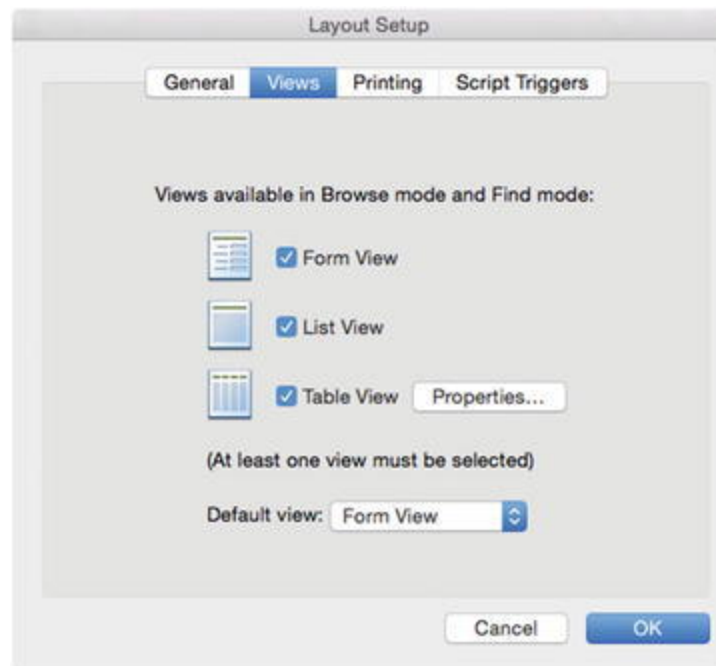 Layout Setup
General Views Printing Script Triggers
Views available in Browse mode and Find mode:
Form View
List View
Table View Properties...
(At least one view must be selected)
Default view: Form View
Cancel OK